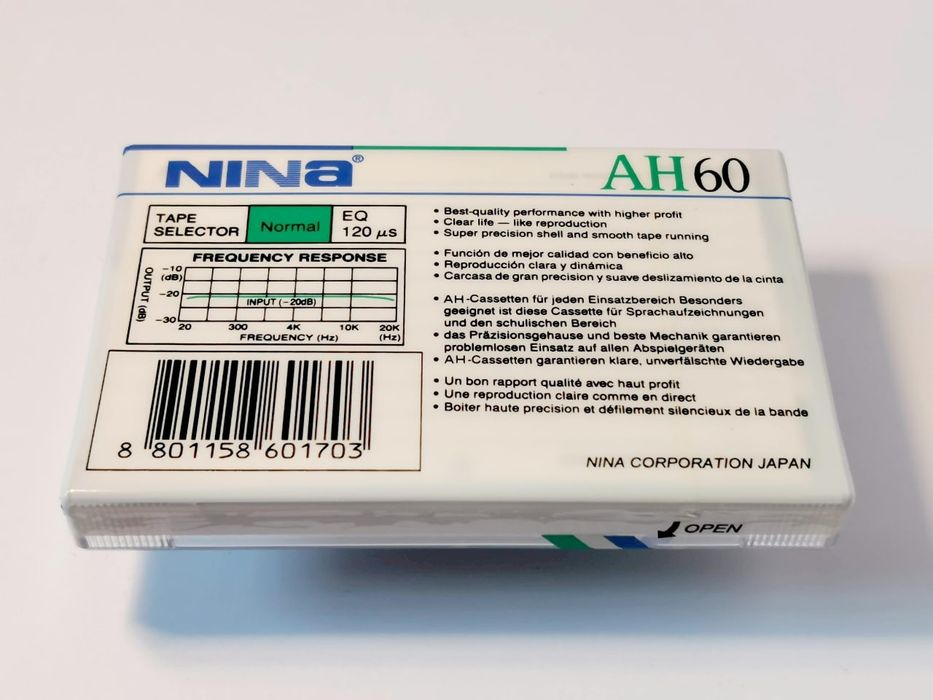 NINa®
AH60
TAPE SELECTOR
Normal
EQ 120 µs
FREQUENCY RESPONSE
OUTPUT (dB)
-10
(dB)
-20
-30
INPUT (-20dB)
20 300 4K 10K 20K
FREQUENCY (Hz) (Hz)
8 801158 601703
• Best-quality performance with higher profit
• Clear life — like reproduction
• Super precision shell and smooth tape running
• Función de mejor calidad con beneficio alto
• Reproducción clara y dinámica
• Carcasa de gran precision y suave deslizamiento de la cinta
• AH-Cassetten für jeden Einsatzbereich Besonders
geeignet ist diese Cassette für Sprachaufzeichnungen
und den schulischen Bereich
• das Präzisionsgehause und beste Mechanik garantieren
problemlosen Einsatz auf allen Abspielgeräten
• AH-Cassetten garantieren klare, unverfälschte Wiedergabe
• Un bon rapport qualité avec haut profit
• Une reproduction claire comme en direct
• Boiter haute precision et défilement silencieux de la bande
NINA CORPORATION JAPAN
OPEN